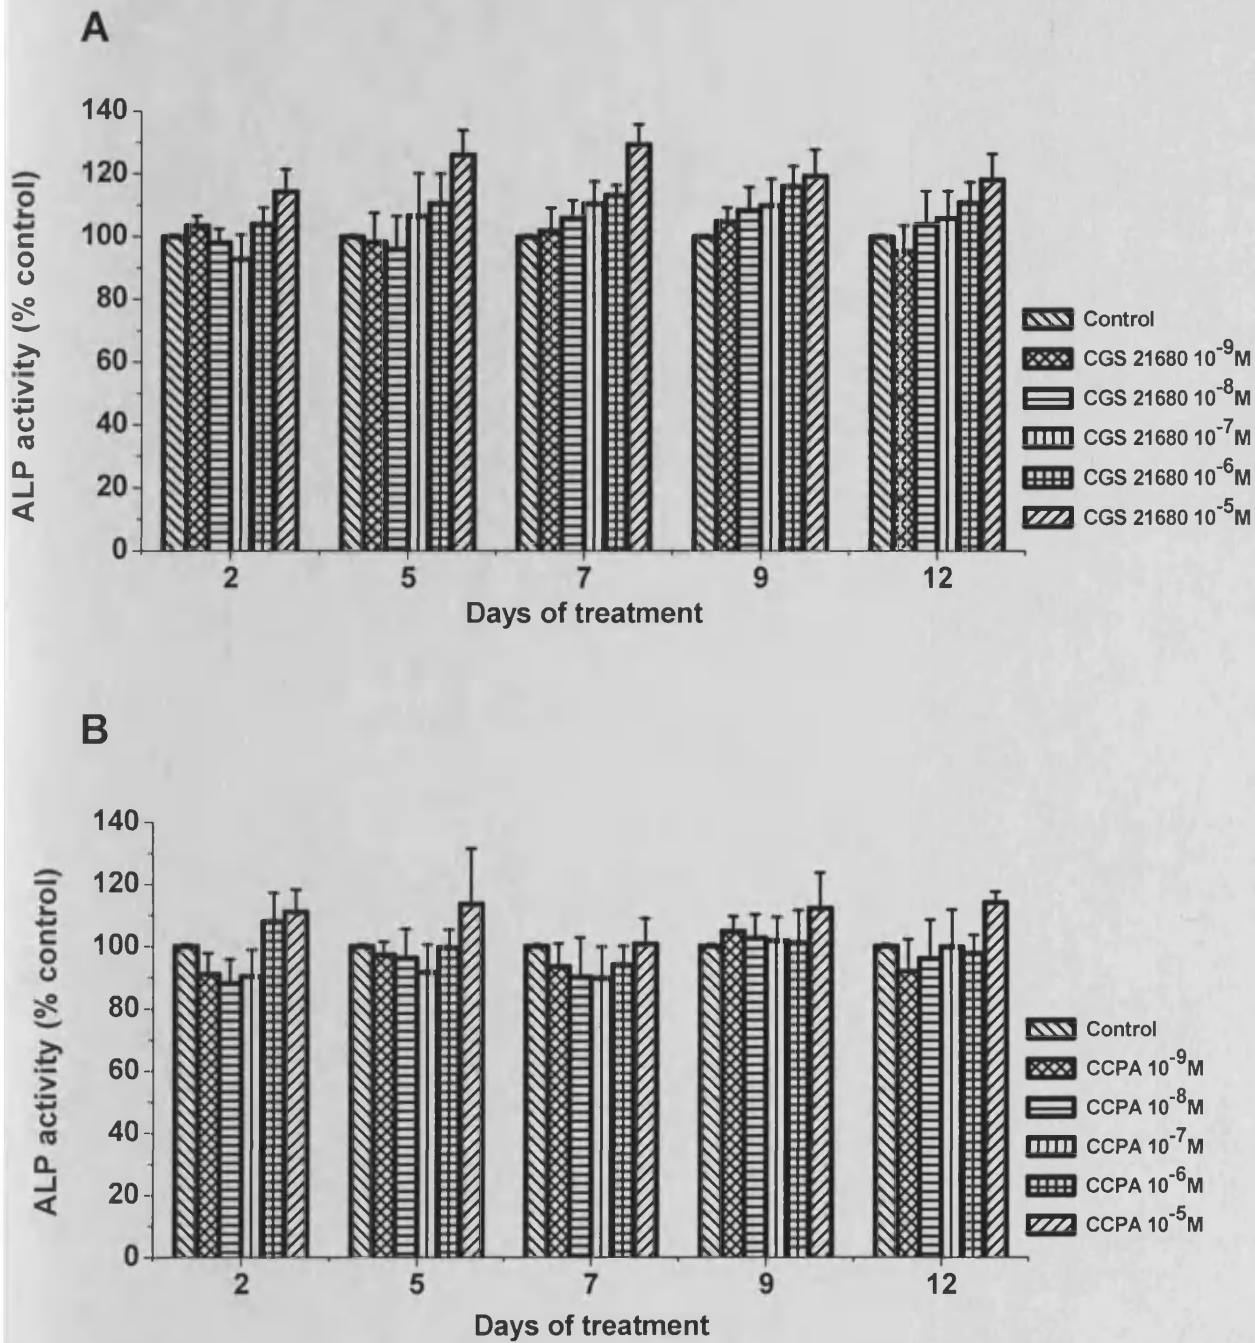 A
ALP activity (% control)
140
120
100
80
60
40
20
0
2 5 7 9 12
Days of treatment
Control
CGS 21680 10⁻⁹M
CGS 21680 10⁻⁸M
CGS 21680 10⁻⁷M
CGS 21680 10⁻⁶M
CGS 21680 10⁻⁵M
B
ALP activity (% control)
140
120
100
80
60
40
20
0
2 5 7 9 12
Days of treatment
Control
CCPA 10⁻⁹M
CCPA 10⁻⁸M
CCPA 10⁻⁷M
CCPA 10⁻⁶M
CCPA 10⁻⁵M